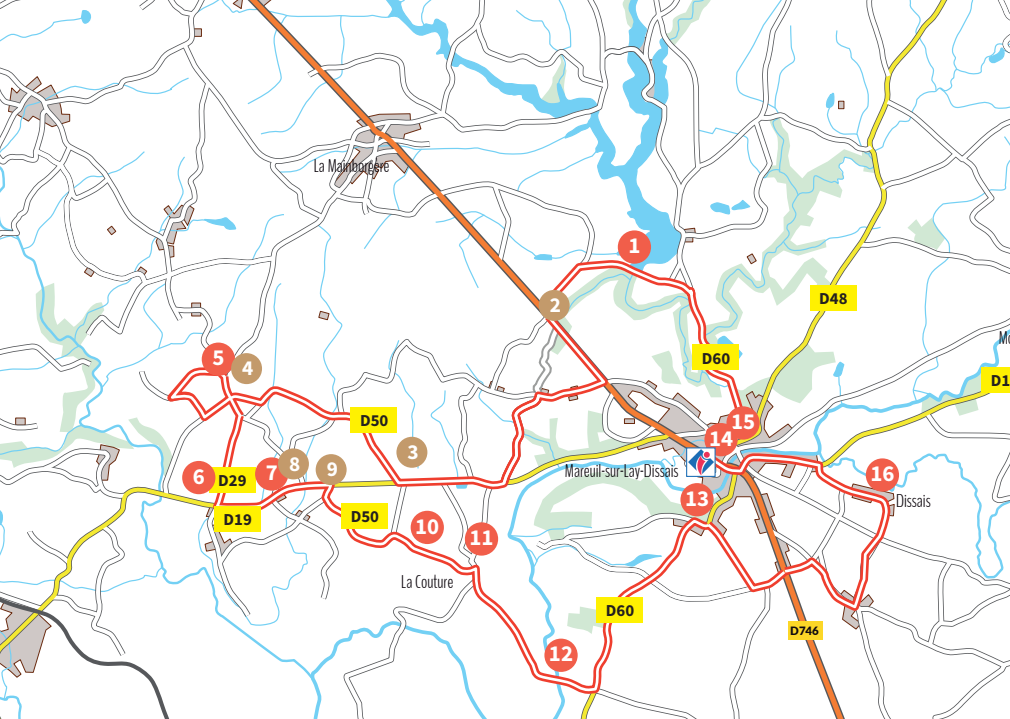 La Mainborgère
1
2
D48
Mo
D60
5
4
D1
D50
15
14
3
Mareuil-sur-Lay-Dissais
8
9
7
6
D29
16
13
Dissais
D19
D50
10
11
La Couture
D60
D746
12